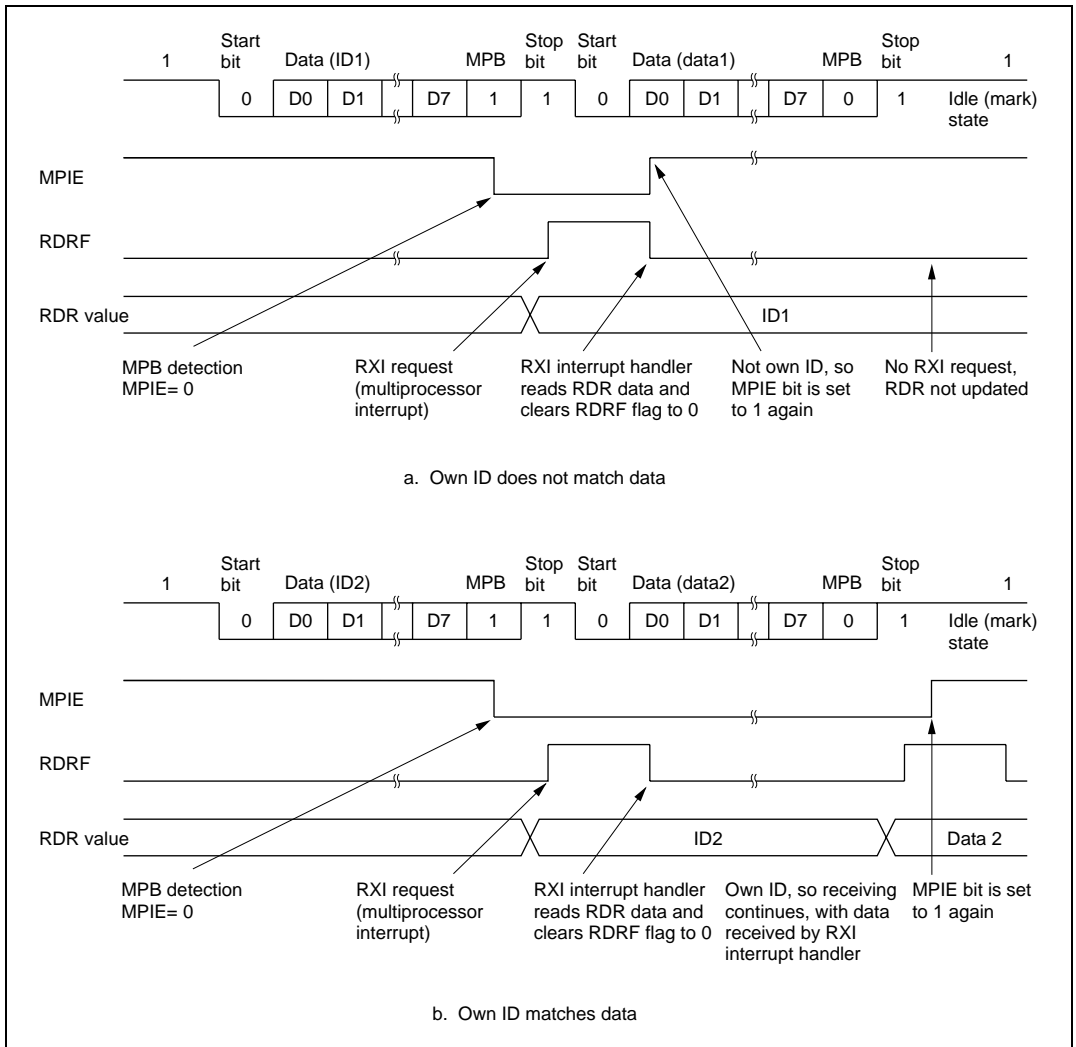 Start bit
Data (ID1)
MPB
Stop bit
Start bit
Data (data1)
MPB
Stop bit
1
1
0 D0 D1 D7 1 1 0 D0 D1 D7 0 1
Idle (mark) state
MPIE
RDRF
RDR value
ID1
MPB detection
MPIE= 0
RXI request
(multiprocessor
interrupt)
RXI interrupt handler
reads RDR data and
clears RDRF flag to 0
Not own ID, so
MPIE bit is set
to 1 again
No RXI request,
RDR not updated
a. Own ID does not match data
Start bit
Data (ID2)
MPB
Stop bit
Start bit
Data (data2)
MPB
Stop bit
1
1
0 D0 D1 D7 1 1 0 D0 D1 D7 0 1
Idle (mark) state
MPIE
RDRF
RDR value
ID2
Data 2
MPB detection
MPIE= 0
RXI request
(multiprocessor
interrupt)
RXI interrupt handler
reads RDR data and
clears RDRF flag to 0
Own ID, so receiving
continues, with data
received by RXI
interrupt handler
MPIE bit is set
to 1 again
b. Own ID matches data